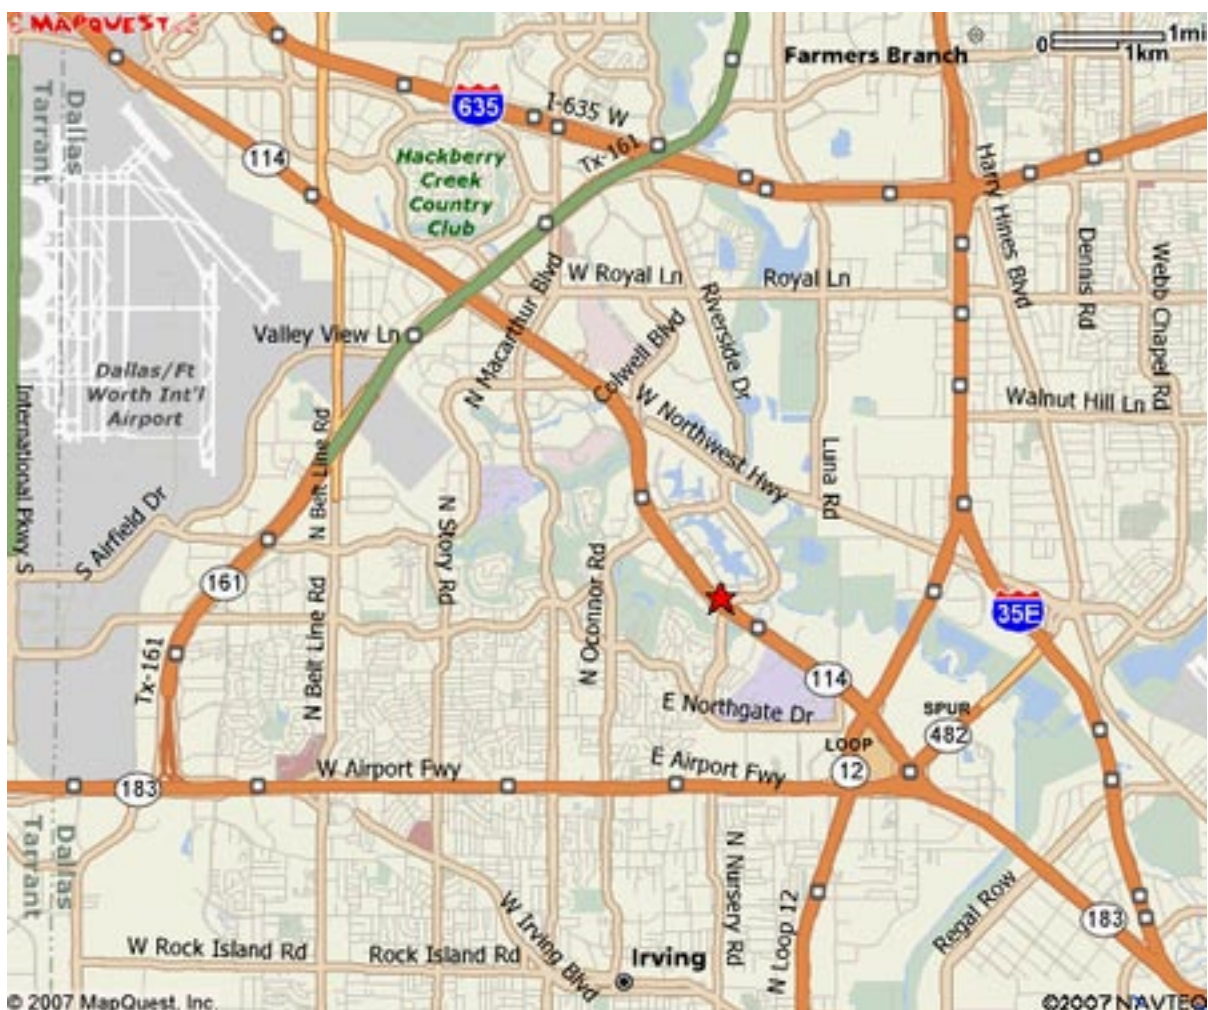 MAPQUEST
Farmers Branch
0
1mi
1km
635
I-635 W
Tx-161
Dallas
Tarrant
114
Hackberry
Creek
Country
Club
Harry Hines Blvd
Dennis Rd
Webb Chapel Rd
W Royal Ln
Royal Ln
N Macarthur Blvd
Riverside Dr
Valley View Ln
Colwell Blvd
Dallas/Ft
Worth Int'l
Airport
International Pkwy S
W Northwest Hwy
Walnut Hill Ln
N Belt Line Rd
Luna Rd
S Airfield Dr
N Story Rd
161
N Belt Line Rd
N Oconnor Rd
35E
Tx-161
114
E Northgate Dr
SPUR
482
LOOP
12
W Airport Fwy
E Airport Fwy
183
Tarrant
Dallas
N Nursery Rd
N Loop 12
W Irving Blvd
Regal Row
183
W Rock Island Rd
Rock Island Rd
Irving
© 2007 MapQuest, Inc.
©2007 NAVTEQ